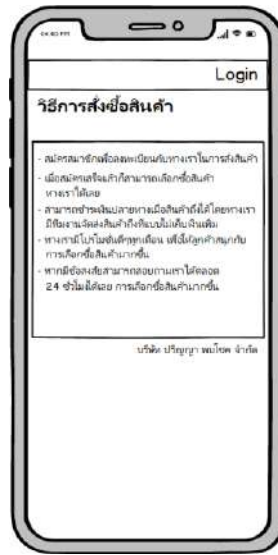 04:40 PM
Login
วิธีการสั่งซื้อสินค้า
- สมัครสมาชิกเพื่อลงทะเบียนกับทางเราในการส่งสินค้า
- เมื่อสมัครเสร็จแล้วก็สามารถเลือกซื้อสินค้า
ทางเราได้เลย
- สามารถชำระเงินปลายทางเมื่อสินค้าถึงได้โดยทางเรา
มีทีมงานจัดส่งสินค้าถึงที่แบบไม่เก็บเงินเพิ่ม
- ทางเรามีโปรโมชั่นดีๆทุกเดือน เพื่อให้ลูกค้าสนุกกับ
การเลือกซื้อสินค้ามากขึ้น
- หากมีข้อสงสัยสามารถสอบถามเราได้ตลอด
24 ชั่วโมงได้เลย การเลือกซื้อสินค้ามากขึ้น
บริษัท ปริญญา พบโชค จำกัด